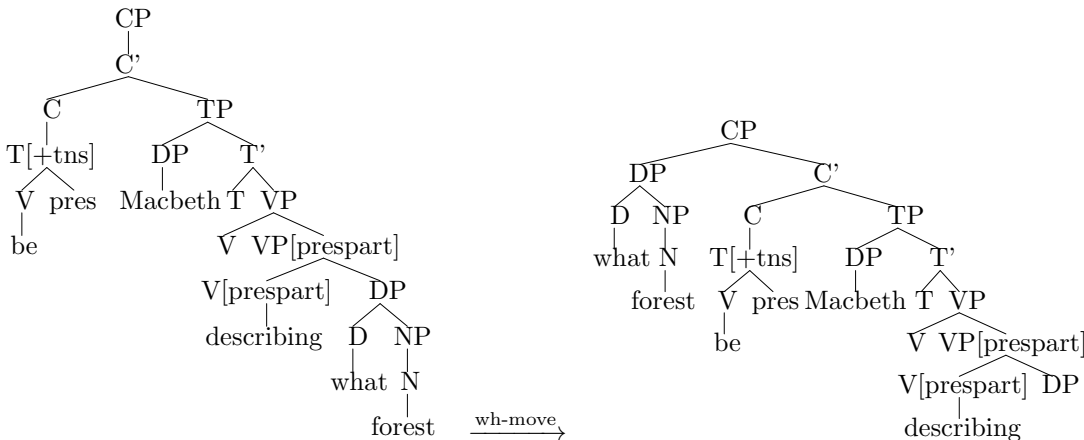 CP
C'
C TP
T[+tns] DP T'
V pres Macbeth T VP
be V VP[prespart]
V[prespart] DP
describing D NP
what N
forest
wh-move
CP
DP C'
D NP C TP
what N T[+tns] DP T'
forest V pres Macbeth T VP
be V VP[prespart]
V[prespart] DP
describing